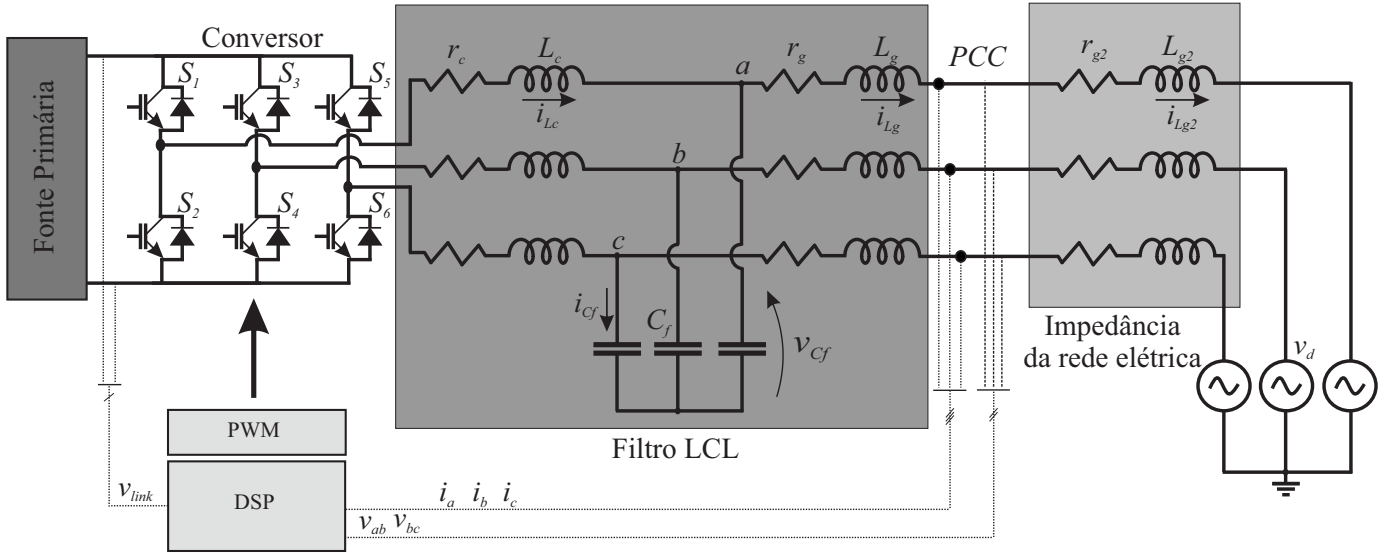 Fonte Primária
Conversor
S1
S3
S5
S2
S4
S6
rc
Lc
iLc
a
b
c
rg
Lg
iLg
PCC
rg2
Lg2
iLg2
iCf
Cf
vCf
Filtro LCL
Impedância
da rede elétrica
vd
PWM
DSP
vlink
ia ib ic
vab vbc